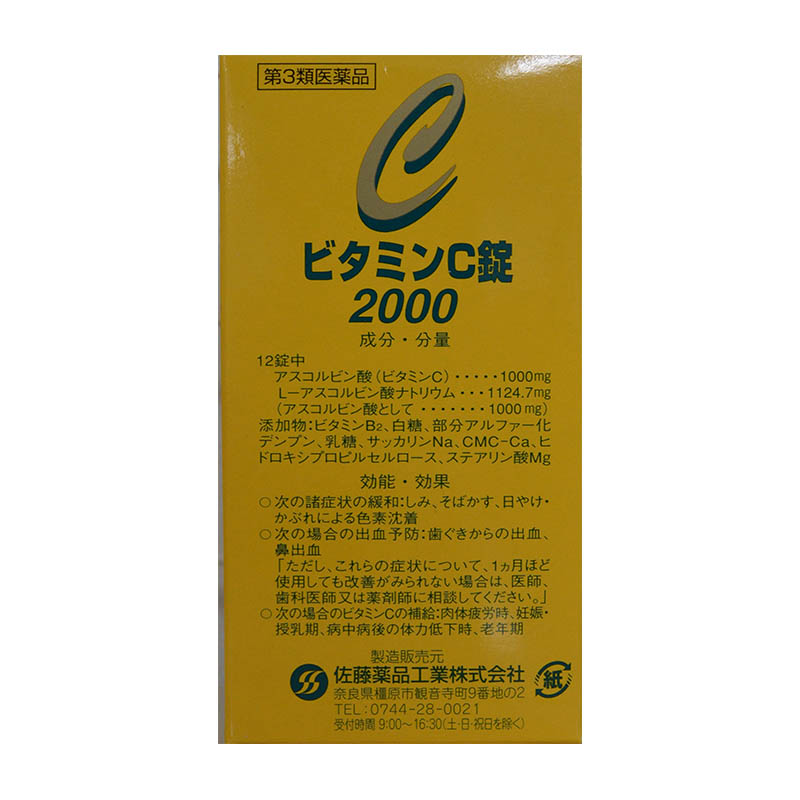 第3類医薬品
C
ビタミンC錠
2000
成分・分量
12錠中
アスコルビン酸(ビタミンC)・・・・・1000mg
L−アスコルビン酸ナトリウム・・・1124.7mg
(アスコルビン酸として・・・・・・・1000mg)
添加物:ビタミンB₂、白糖、部分アルファー化
デンプン、乳糖、サッカリンNa、CMC-Ca、ヒ
ドロキシプロピルセルロース、ステアリン酸Mg
効能・効果
○次の諸症状の緩和:しみ、そばかす、日やけ・
かぶれによる色素沈着
○次の場合の出血予防:歯ぐきからの出血、
鼻出血
「ただし、これらの症状について、1ヵ月ほど
使用しても改善がみられない場合は、医師、
歯科医師又は薬剤師に相談してください。」
○次の場合のビタミンCの補給:肉体疲労時、妊娠・
授乳期、病中病後の体力低下時、老年期
製造販売元
佐藤薬品工業株式会社
奈良県橿原市観音寺町9番地の2
TEL:0744-28-0021
受付時間 9:00〜16:30(土・日・祝日を除く)
紙